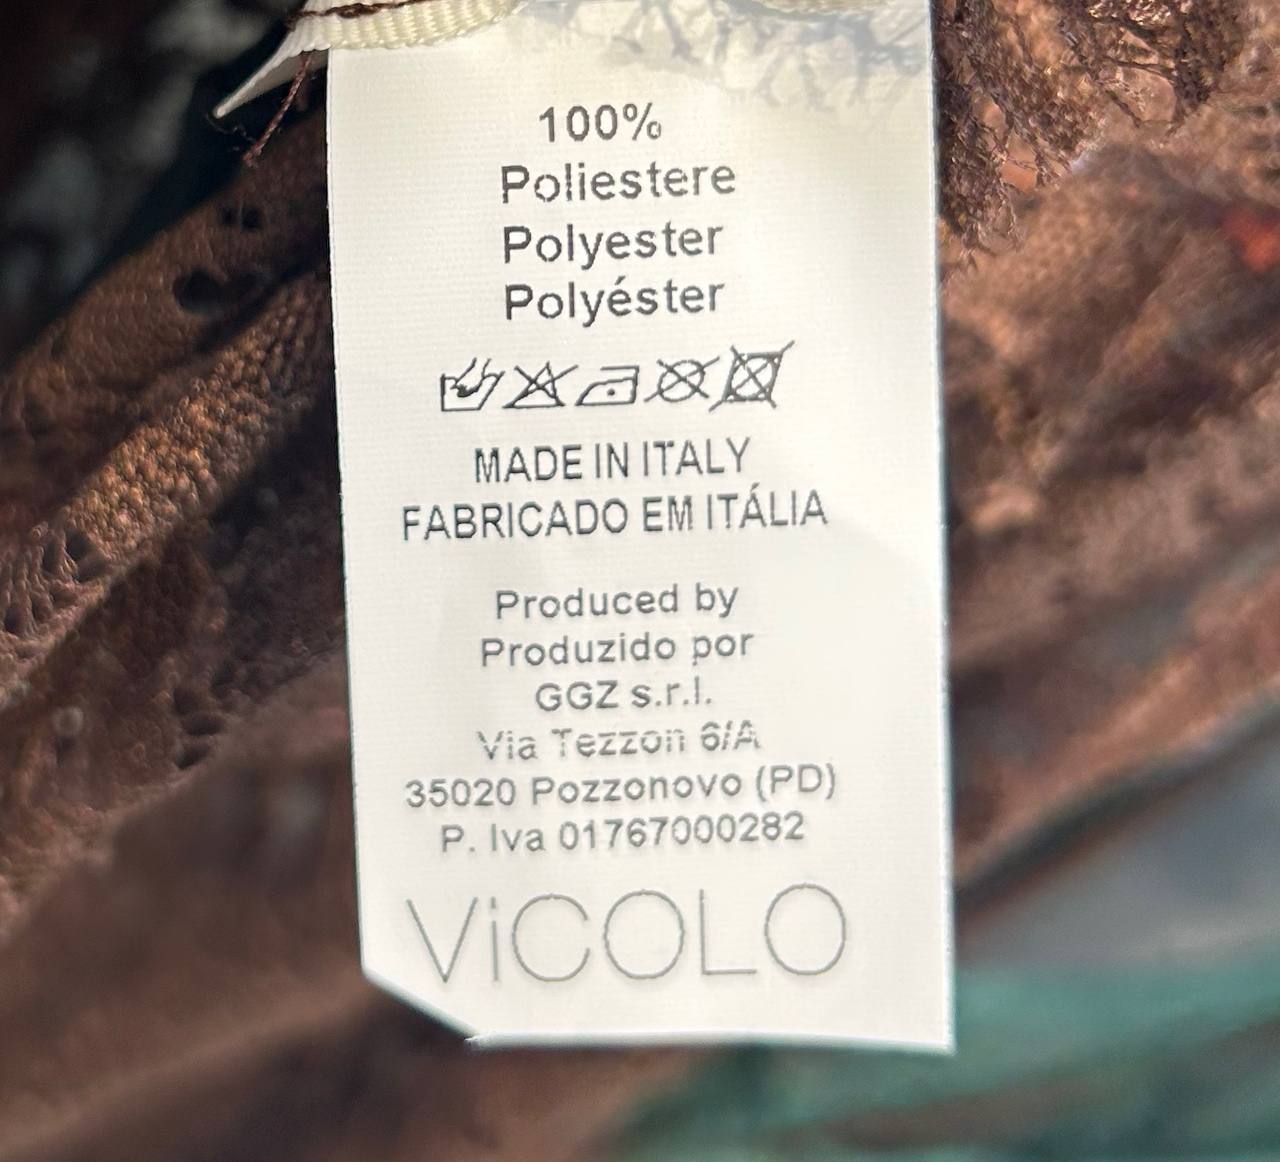 100%
Poliestere
Polyester
Polyéster
MADE IN ITALY
FABRICADO EM ITÁLIA
Produced by
Produzido por
GGZ s.r.l.
Via Tezzon 6/A
35020 Pozzonovo (PD)
P. Iva 01767000282
ViCOLO